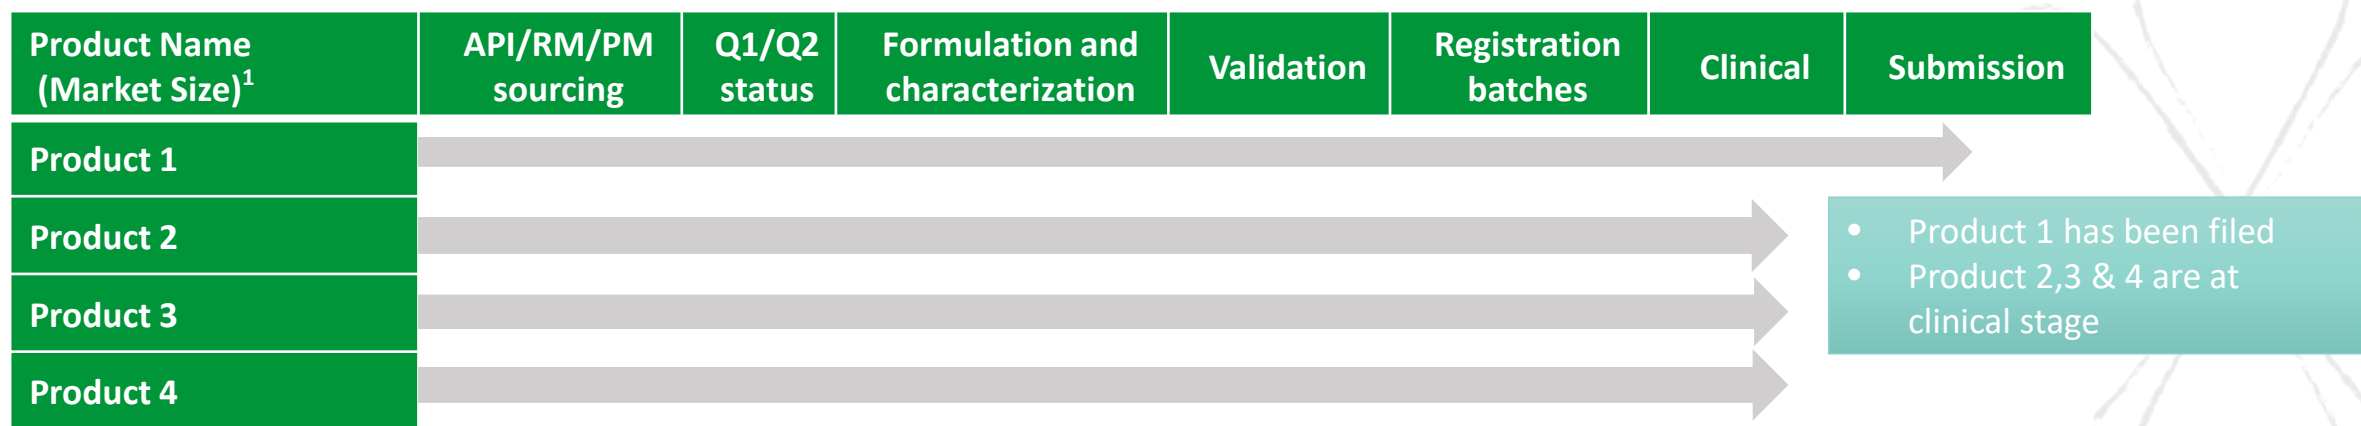 Product Name
(Market Size)1
API/RM/PM
sourcing
Q1/Q2
status
Formulation and
characterization
Validation
Registration
batches
Clinical
Submission
Product 1
Product 2
Product 3
Product 4
• Product 1 has been filed
• Product 2,3 & 4 are at
clinical stage